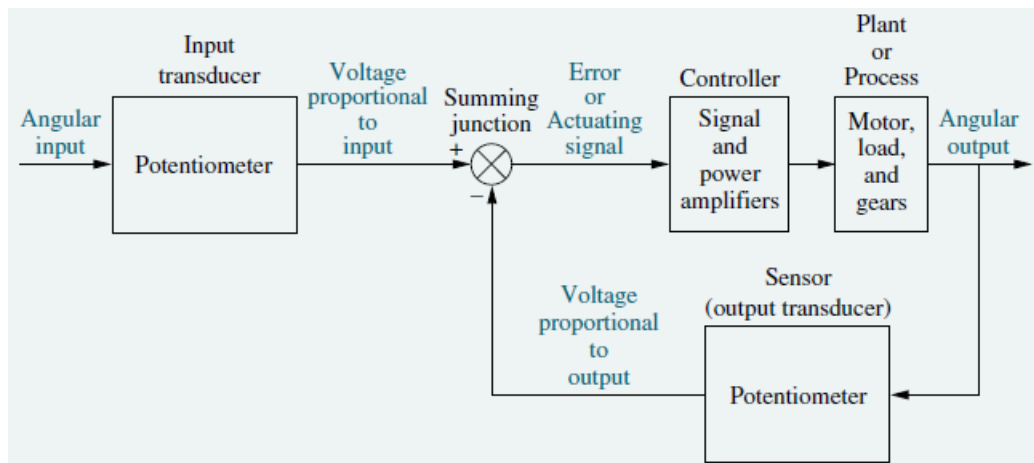 Input
transducer
Angular
input
Potentiometer
Voltage
proportional
to
input
Summing
junction
+
−
Error
or
Actuating
signal
Controller
Signal
and
power
amplifiers
Plant
or
Process
Motor,
load,
and
gears
Angular
output
Sensor
(output transducer)
Potentiometer
Voltage
proportional
to
output